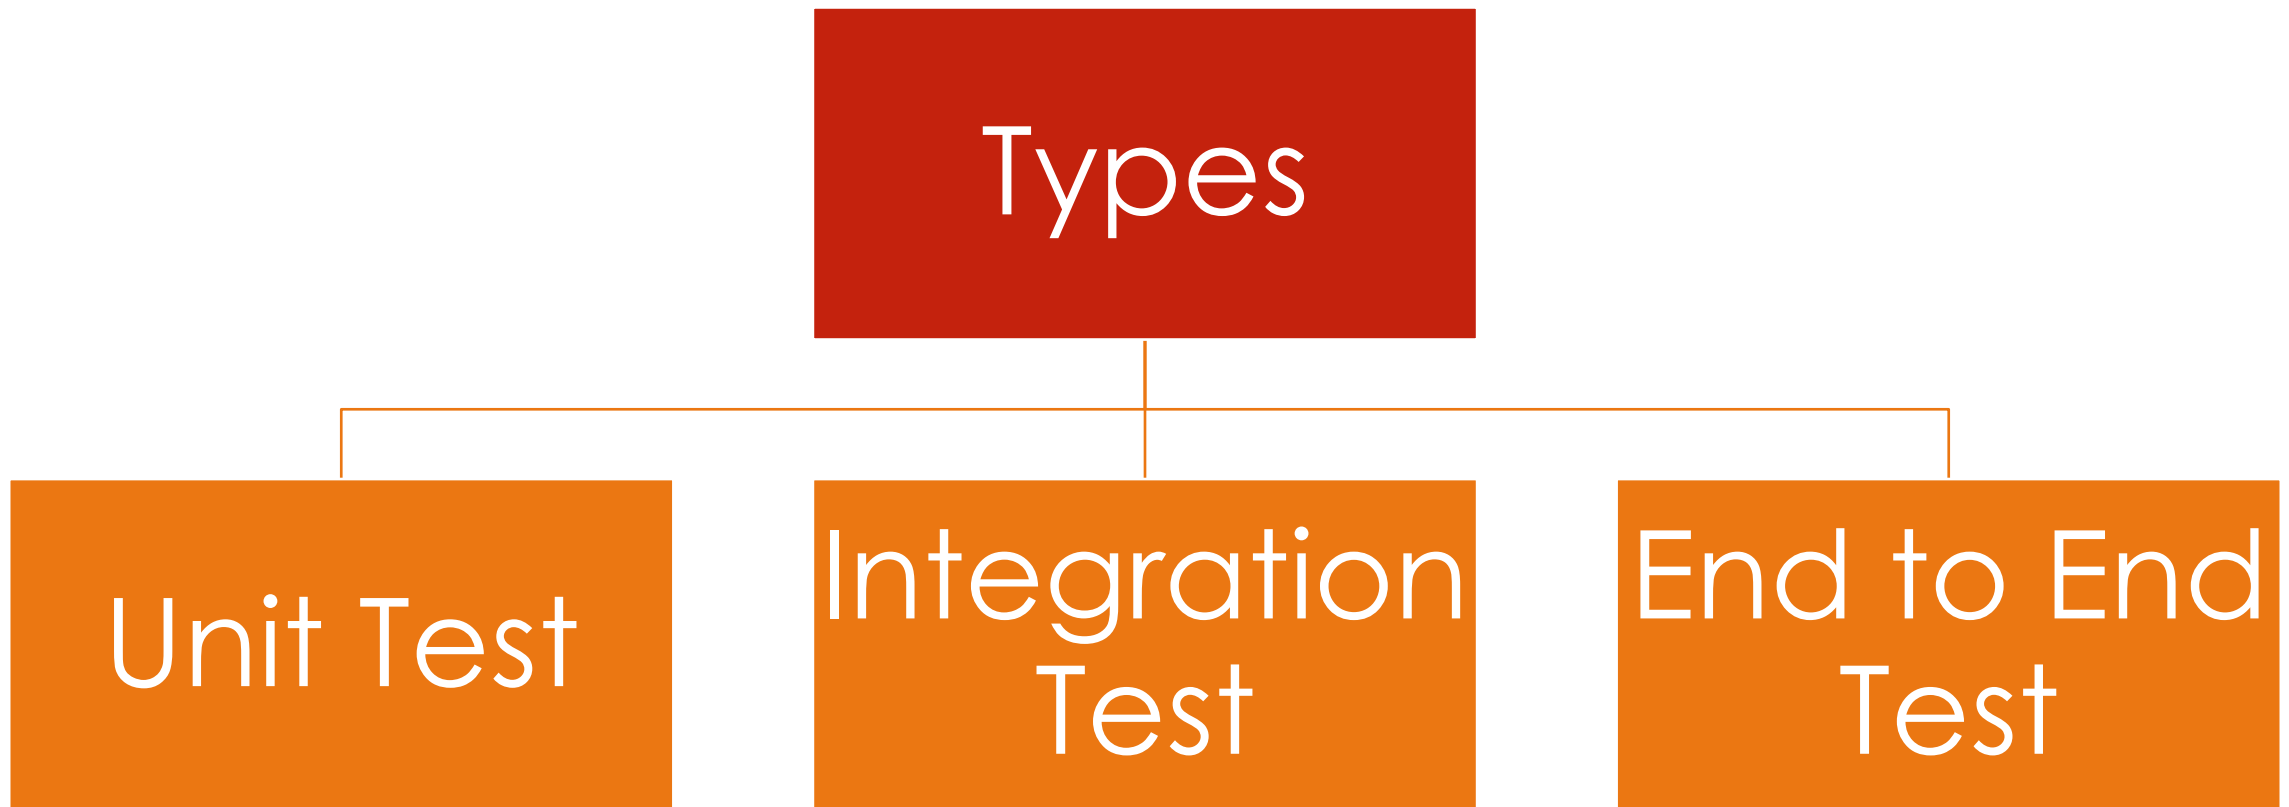 Types
Unit Test
Integration
Test
End to End
Test